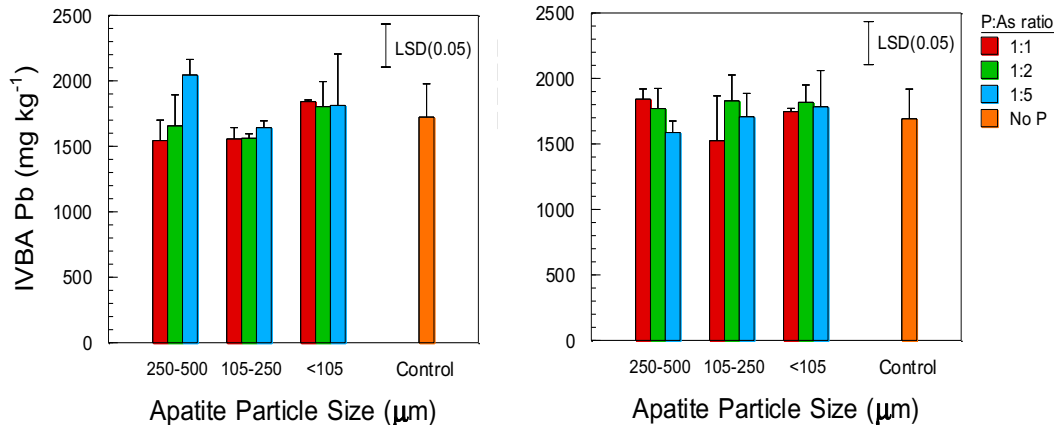 IVBA Pb (mg kg-1)
2500
2000
1500
1000
500
0
LSD(0.05)
250-500 105-250 <105 Control
Apatite Particle Size (μm)
2500
2000
1500
1000
500
0
LSD(0.05)
250-500 105-250 <105 Control
Apatite Particle Size (μm)
P:As ratio
1:1
1:2
1:5
No P